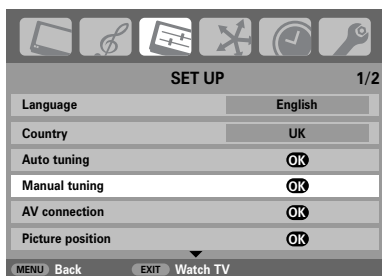 SET UP 1/2
Language English
Country UK
Auto tuning OK
Manual tuning OK
AV connection OK
Picture position OK
MENU Back EXIT Watch TV